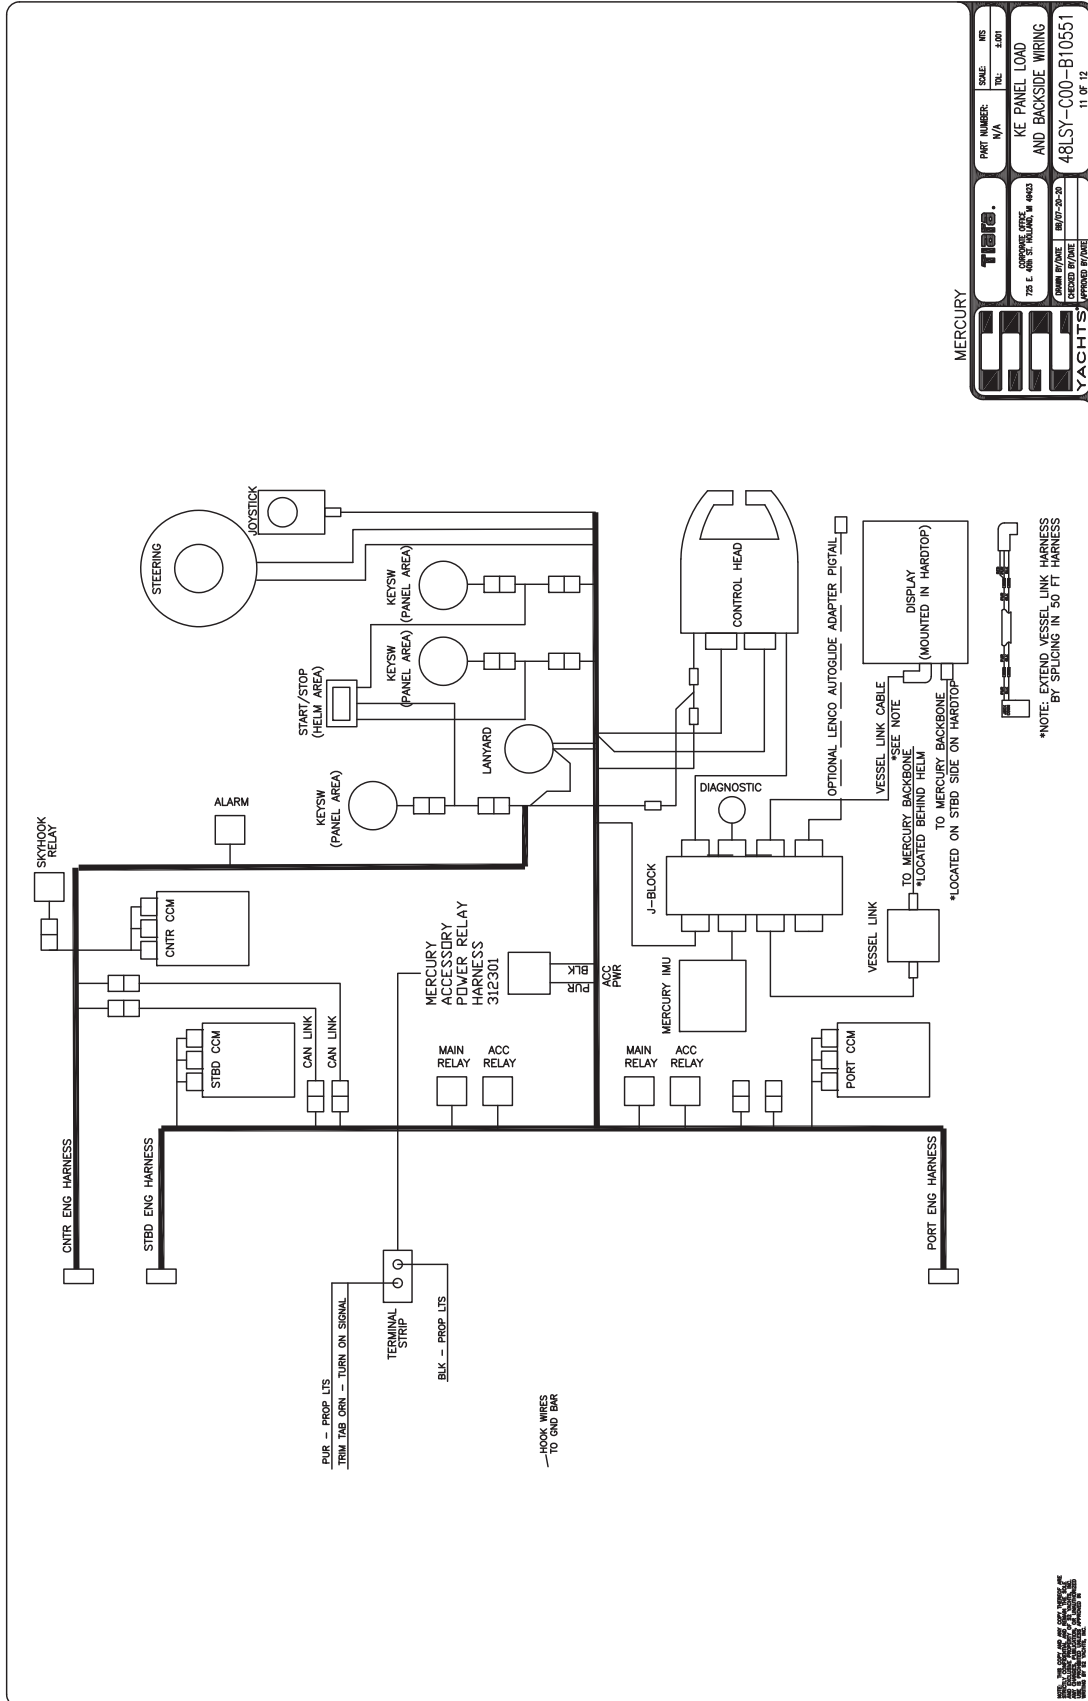 SKYHOOK
RELAY
ALARM
STEERING
JOYSTICK
KEYSW
(PANEL AREA)
KEYSW
(PANEL AREA)
START/STOP
(HELM AREA)
LANYARD
KEYSW
(PANEL AREA)
CNTR CCM
STBD CCM
CAN LINK
CAN LINK
CNTR ENG HARNESS
STBD ENG HARNESS
PORT ENG HARNESS
MERCURY
ACCESSORY
POWER RELAY
HARNESS
312301
PUR
BLK
ACC
PWR
MAIN
RELAY
ACC
RELAY
MAIN
RELAY
ACC
RELAY
PORT CCM
J-BLOCK
DIAGNOSTIC
MERCURY IMU
VESSEL LINK
CONTROL HEAD
OPTIONAL LENCO AUTOGLIDE ADAPTER PIGTAIL
DISPLAY
(MOUNTED IN HARDTOP)
VESSEL LINK CABLE
*SEE NOTE
TO MERCURY BACKBONE
*LOCATED BEHIND HELM
TO MERCURY BACKBONE
*LOCATED ON STBD SIDE ON HARDTOP
*NOTE: EXTEND VESSEL LINK HARNESS
BY SPLICING IN 50 FT HARNESS
PUR - PROP LTS
TRIM TAB ORN - TURN ON SIGNAL
TERMINAL
STRIP
BLK - PROP LTS
HOOK WIRES
TO GND BAR
MERCURY
YACHTS
TIARA.
CORPORATE OFFICE
725 E. 40th ST. HOLLAND, MI 49423
DRAWN BY/DATE BB/07-20-20
CHECKED BY/DATE
APPROVED BY/DATE
PART NUMBER:
N/A
SCALE: NTS
TOL: ±.001
KE PANEL LOAD
AND BACKSIDE WIRING
48LSY-C00-B10551
11 OF 12